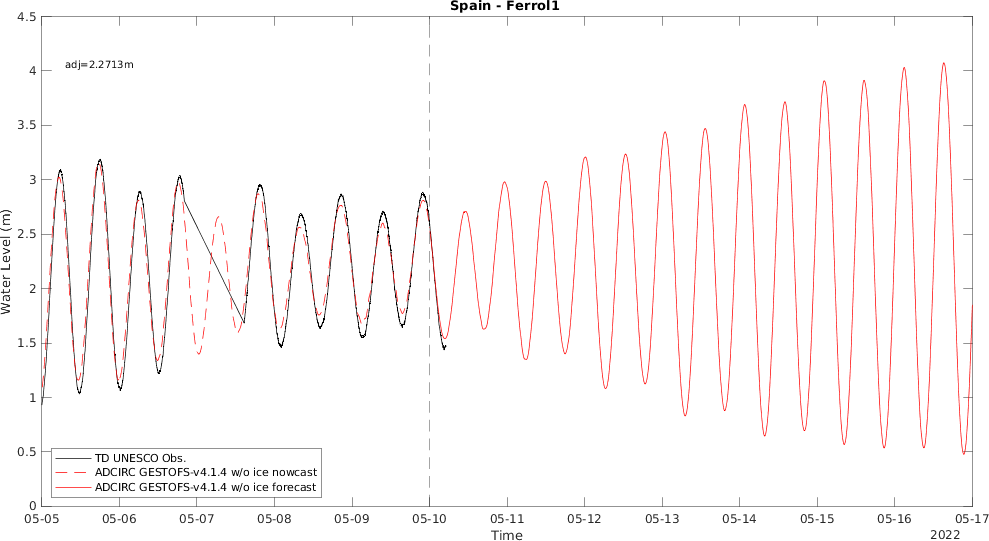 Spain - Ferrol1
4.5
4
3.5
3
2.5
2
1.5
1
0.5
0
Water Level (m)
adj=2.2713m
TD UNESCO Obs.
ADCIRC GESTOFS-v4.1.4 w/o ice nowcast
ADCIRC GESTOFS-v4.1.4 w/o ice forecast
05-05 05-06 05-07 05-08 05-09 05-10 05-11 05-12 05-13 05-14 05-15 05-16 05-17
Time
2022